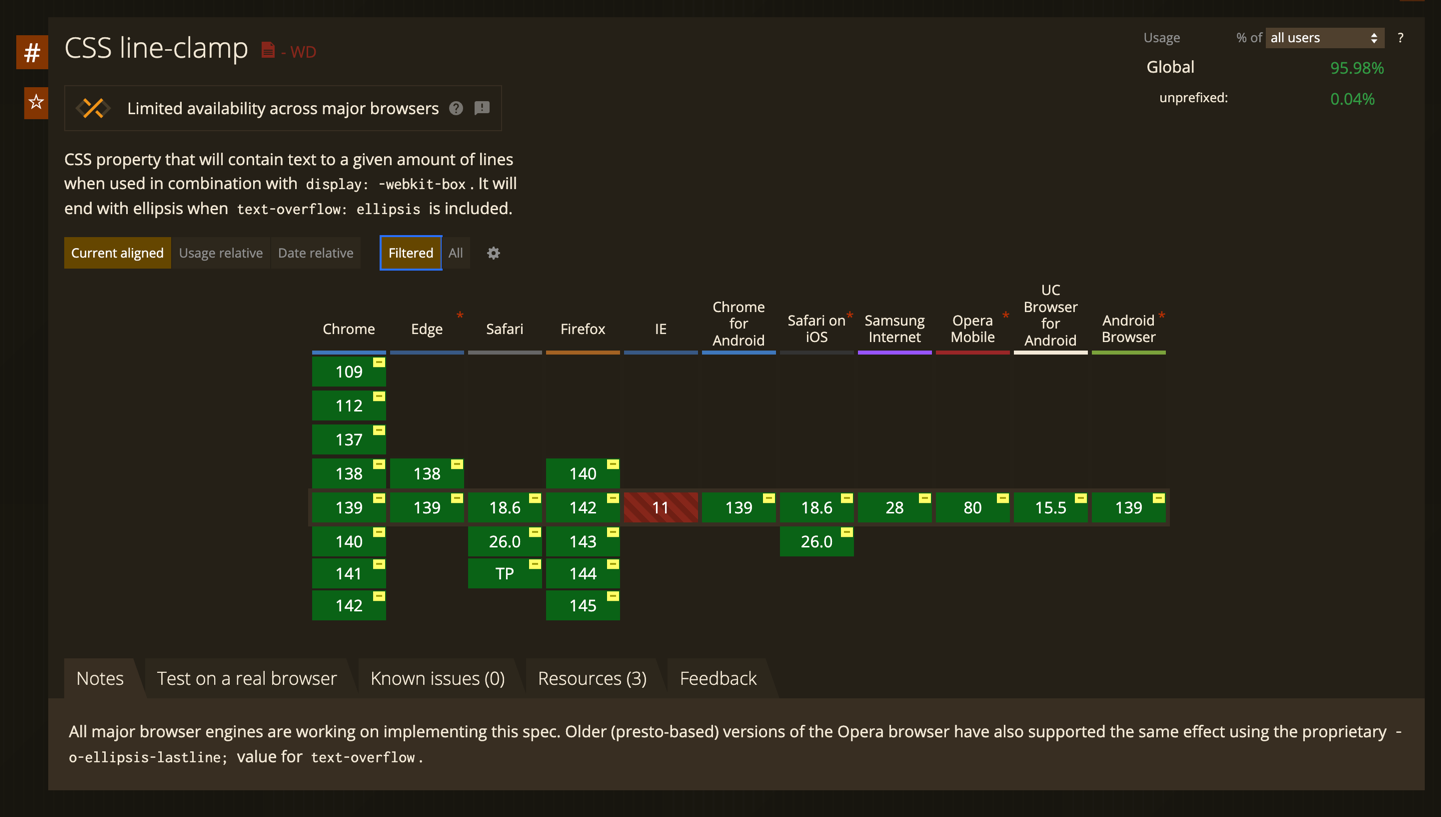 #
CSS line-clamp - WD
Usage % of all users ?
Global 95.98%
unprefixed: 0.04%
Limited availability across major browsers ?
CSS property that will contain text to a given amount of lines
when used in combination with display: -webkit-box. It will
end with ellipsis when text-overflow: ellipsis is included.
Current aligned Usage relative Date relative Filtered All
Chrome
Edge *
Safari
Firefox
IE
Chrome
for
Android
Safari on *
iOS
Samsung
Internet
Opera *
Mobile
UC
Browser
for
Android
Android *
Browser
109
112
137
138 138 140
139 139 18.6 142 11 139 18.6 28 80 15.5 139
140 26.0 143 26.0
141 TP 144
142 145
Notes Test on a real browser Known issues (0) Resources (3) Feedback
All major browser engines are working on implementing this spec. Older (presto-based) versions of the Opera browser have also supported the same effect using the proprietary -
o-ellipsis-lastline; value for text-overflow.